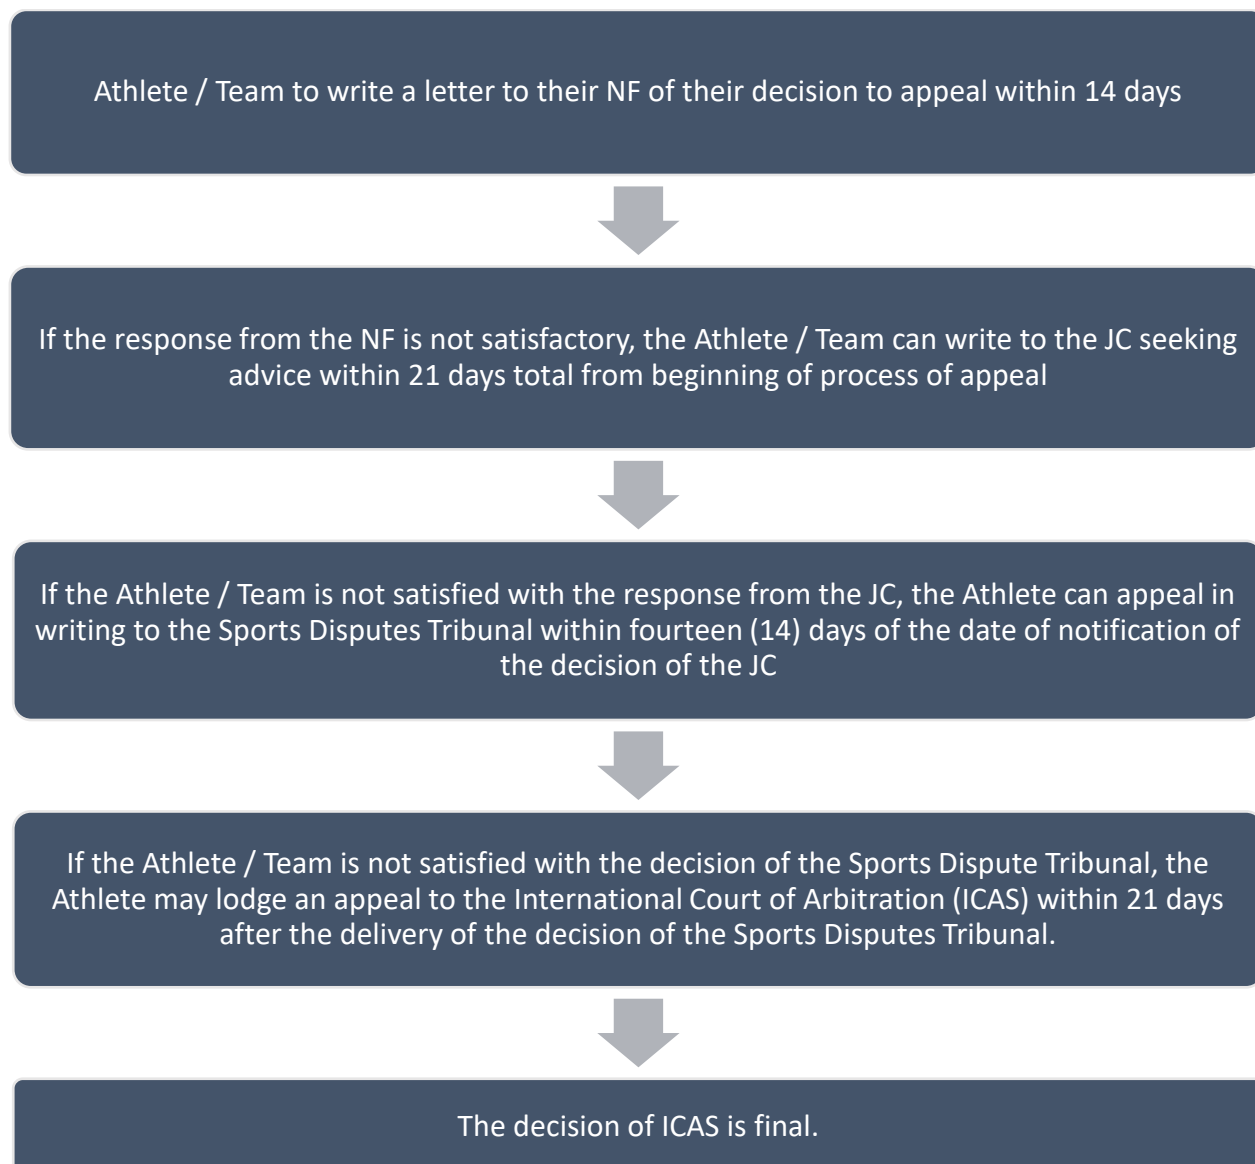 Athlete / Team to write a letter to their NF of their decision to appeal within 14 days
If the response from the NF is not satisfactory, the Athlete / Team can write to the JC seeking
advice within 21 days total from beginning of process of appeal
If the Athlete / Team is not satisfied with the response from the JC, the Athlete can appeal in
writing to the Sports Disputes Tribunal within fourteen (14) days of the date of notification of
the decision of the JC
If the Athlete / Team is not satisfied with the decision of the Sports Dispute Tribunal, the
Athlete may lodge an appeal to the International Court of Arbitration (ICAS) within 21 days
after the delivery of the decision of the Sports Disputes Tribunal.
The decision of ICAS is final.